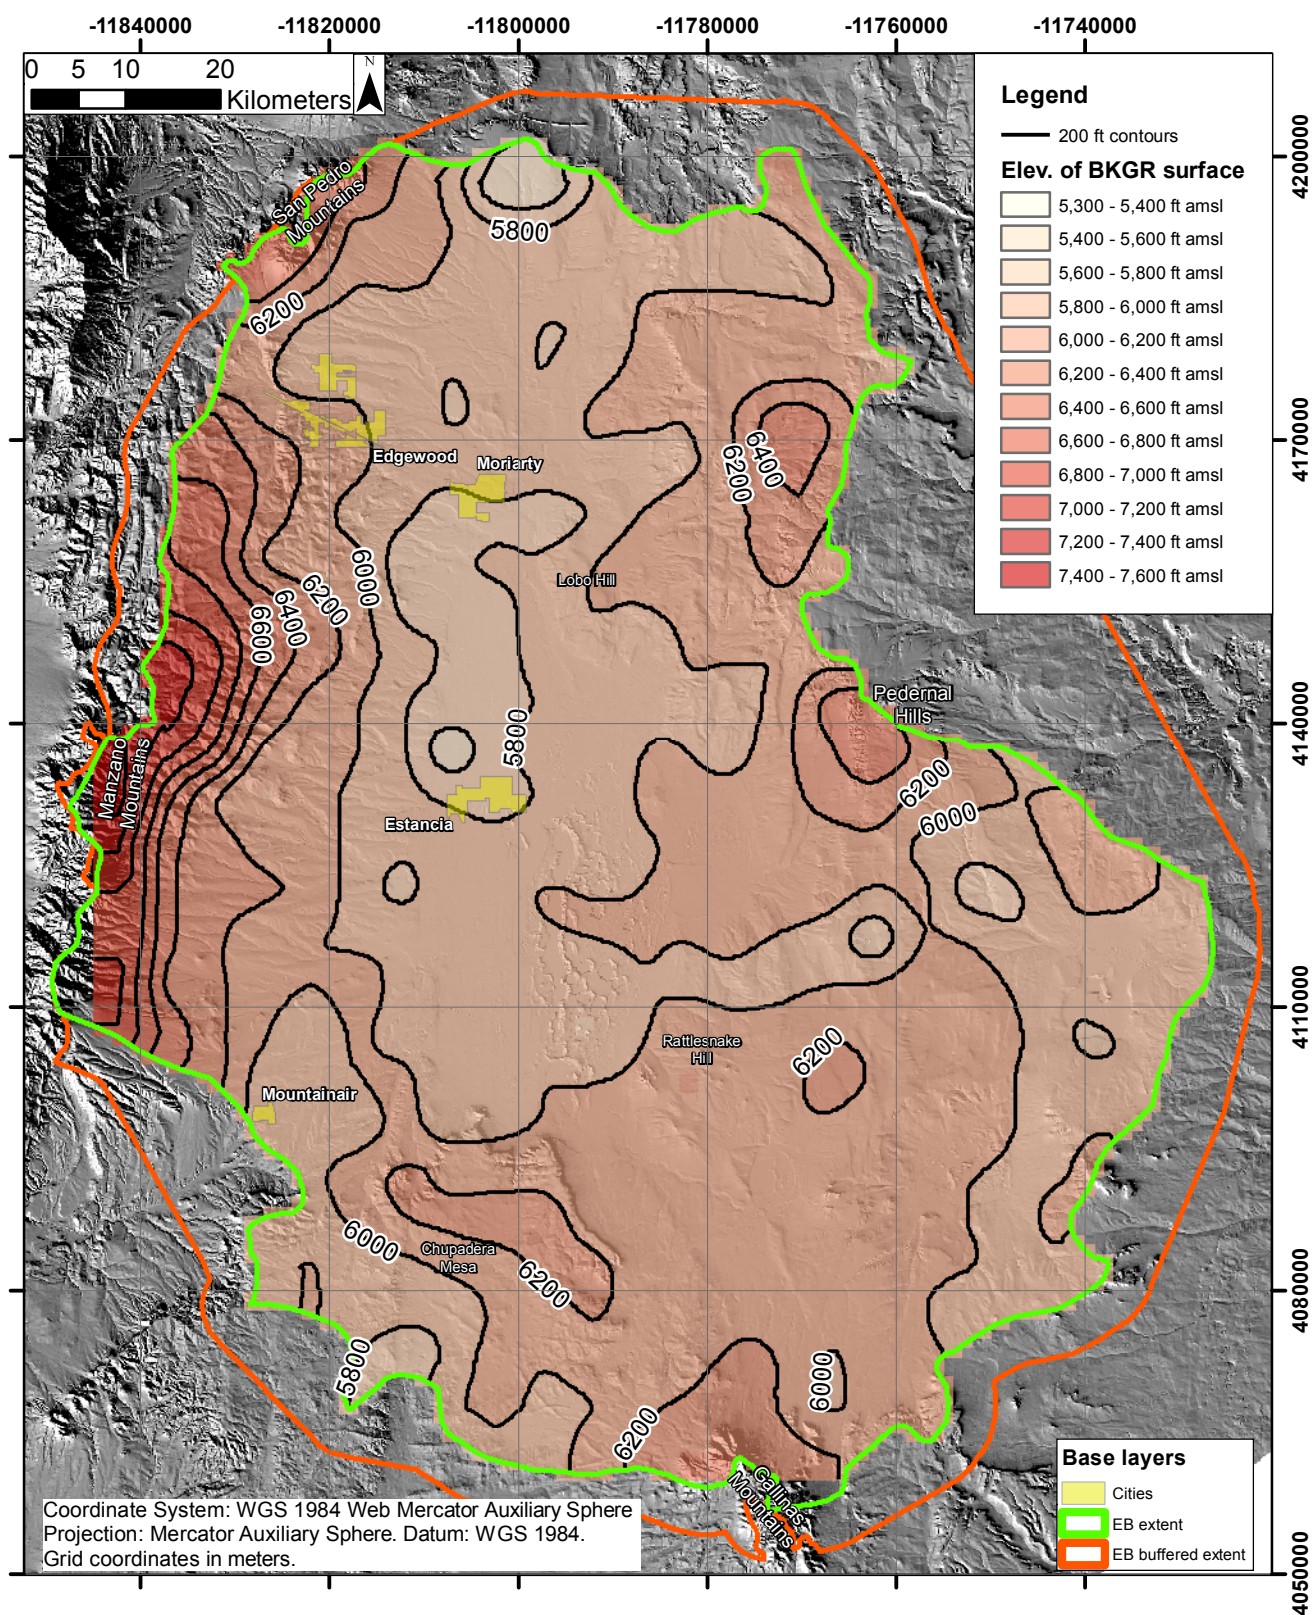 -11840000 -11820000 -11800000 -11780000 -11760000 -11740000
0 5 10 20
Kilometers
N
Legend
200 ft contours
Elev. of BKGR surface
5,300 - 5,400 ft amsl
5,400 - 5,600 ft amsl
5,600 - 5,800 ft amsl
5,800 - 6,000 ft amsl
6,000 - 6,200 ft amsl
6,200 - 6,400 ft amsl
6,400 - 6,600 ft amsl
6,600 - 6,800 ft amsl
6,800 - 7,000 ft amsl
7,000 - 7,200 ft amsl
7,200 - 7,400 ft amsl
7,400 - 7,600 ft amsl
4200000
4170000
4140000
4110000
4080000
4050000
San Pedro
Mountains
5800
6200
Edgewood
Moriarty
6400
6200
Lobo Hill
6000
6200
6400
6600
Pedernal
Hills
Manzano
Mountains
5800
6200
6000
Estancia
Rattlesnake
Hill
6200
Mountainair
6000
Chupadera
Mesa
6200
5800
6000
6200
Gallinas
Mountains
Base layers
Cities
EB extent
EB buffered extent
Coordinate System: WGS 1984 Web Mercator Auxiliary Sphere
Projection: Mercator Auxiliary Sphere. Datum: WGS 1984.
Grid coordinates in meters.